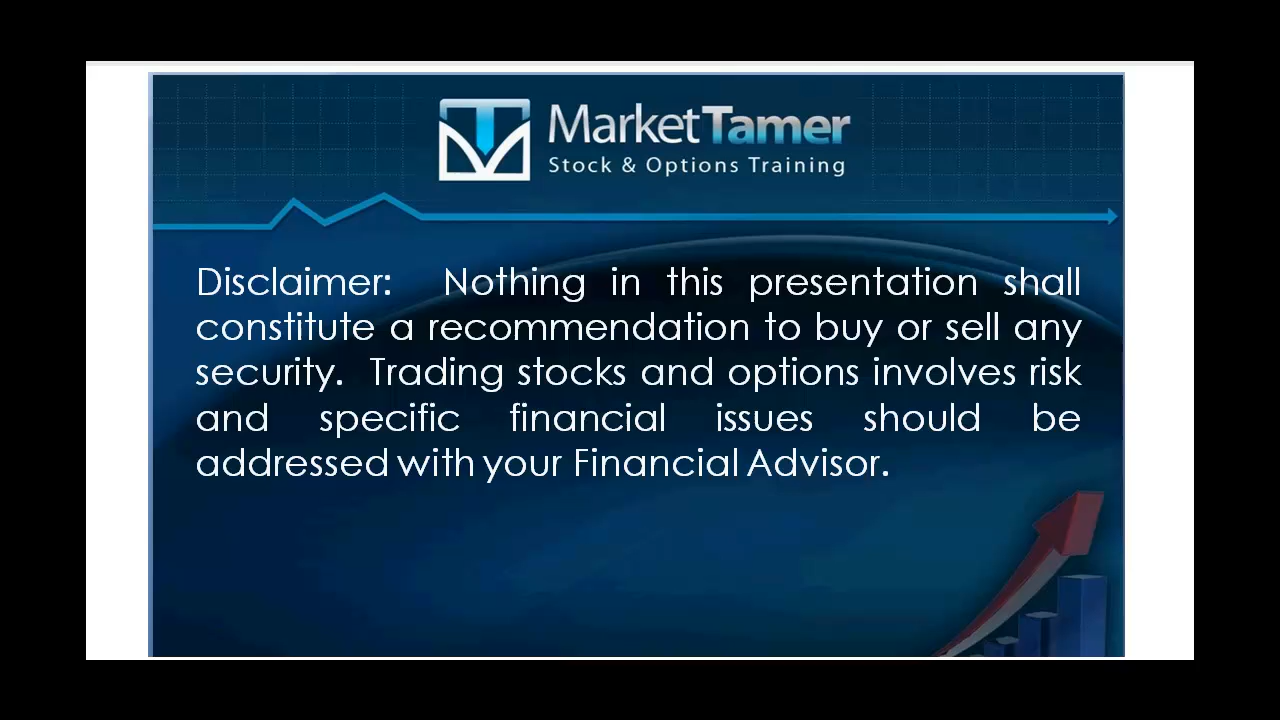 MarketTamer
Stock & Options Training
Disclaimer: Nothing in this presentation shall
constitute a recommendation to buy or sell any
security. Trading stocks and options involves risk
and specific financial issues should be
addressed with your Financial Advisor.